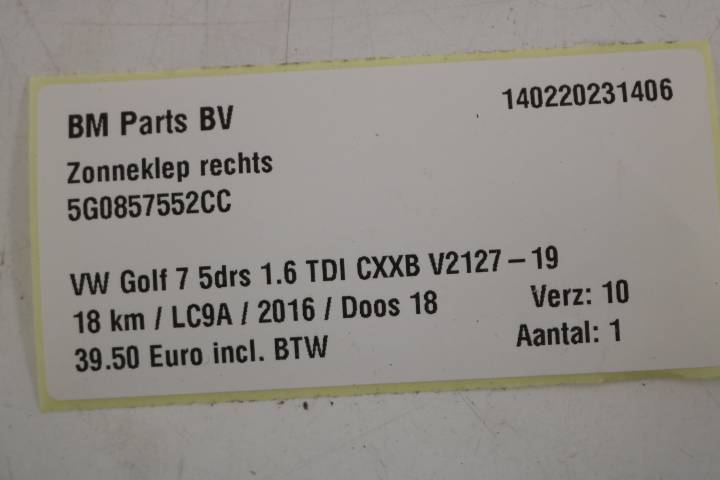 BM Parts BV
140220231406
Zonneklep rechts
5G0857552CC
VW Golf 7 5drs 1.6 TDI CXXB V2127-19
18 km / LC9A / 2016 / Doos 18
Verz: 10
39.50 Euro incl. BTW
Aantal: 1